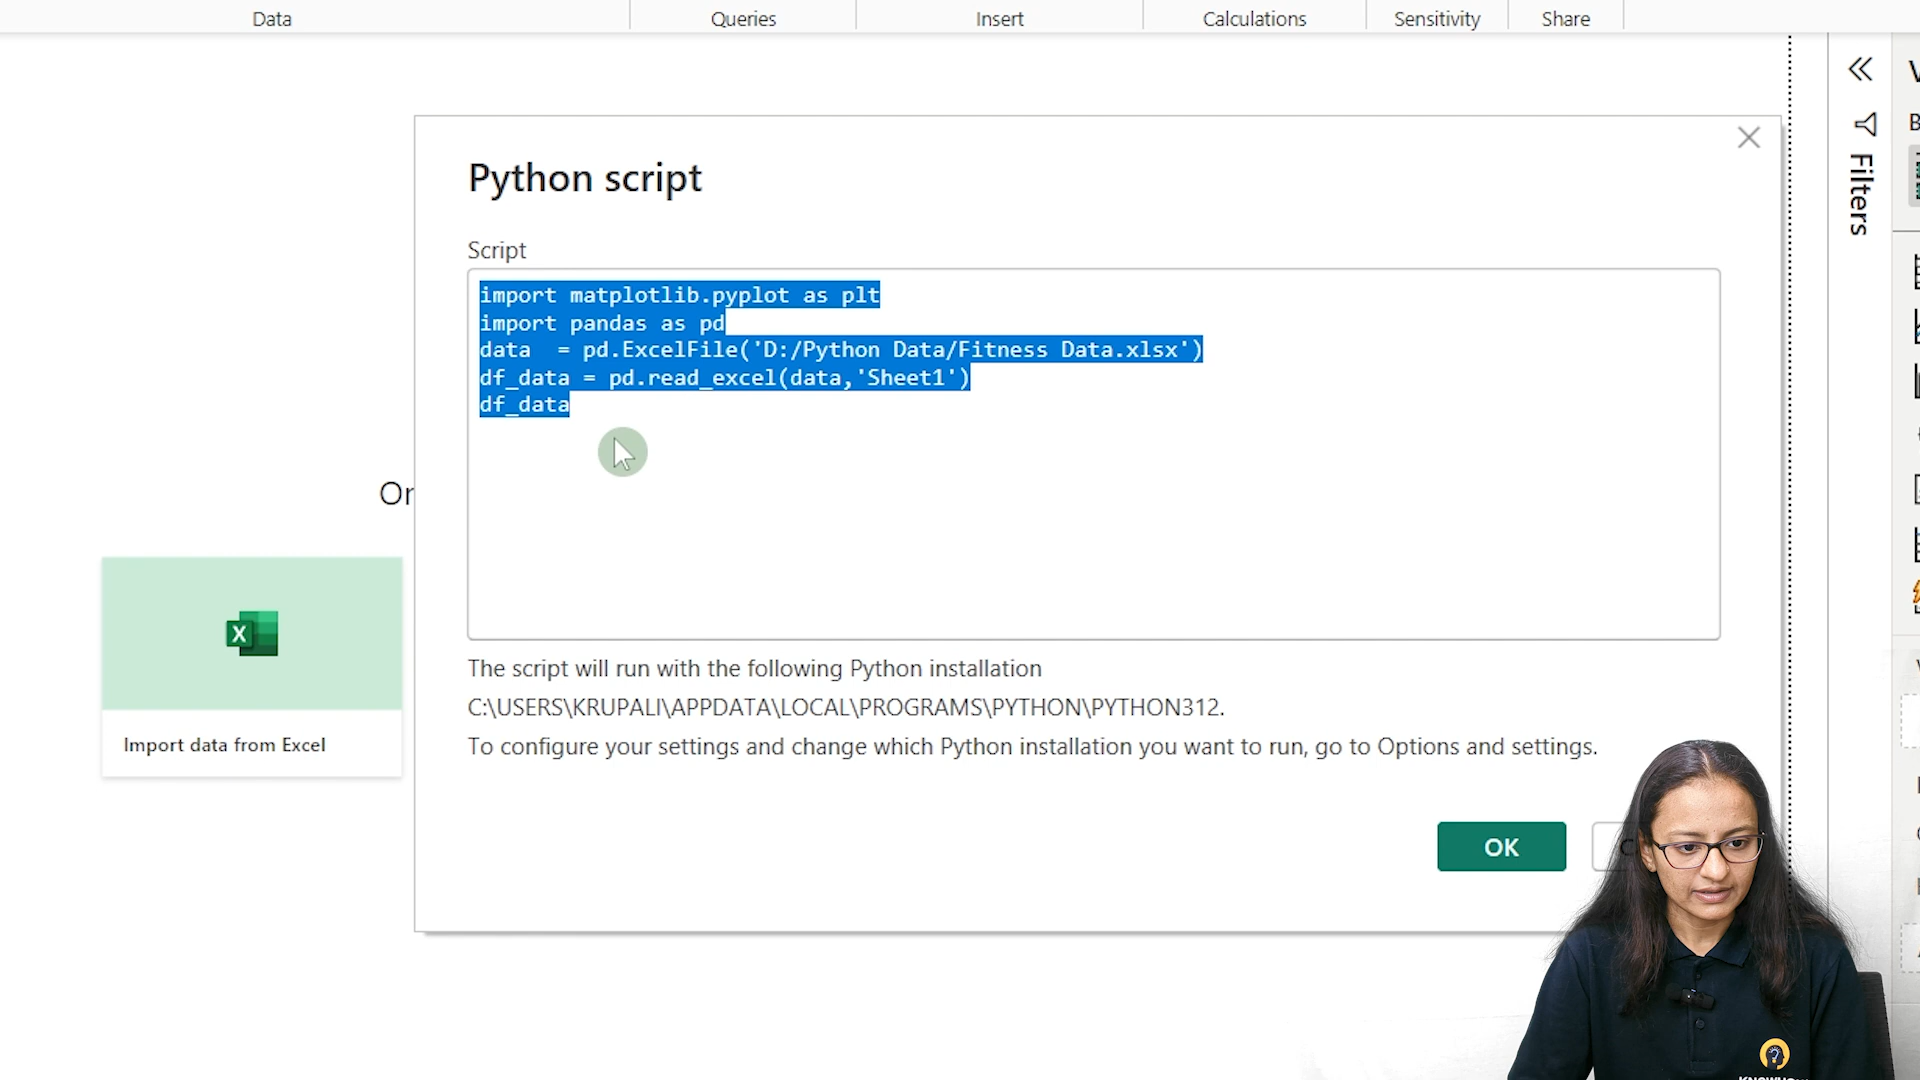 Data
Queries
Insert
Calculations
Sensitivity
Share
Filters
Python script
Script
import matplotlib.pyplot as plt
import pandas as pd
data  = pd.ExcelFile('D:/Python Data/Fitness Data.xlsx')
df_data = pd.read_excel(data,'Sheet1')
df_data
Or
X
Import data from Excel
The script will run with the following Python installation
C:\USERS\KRUPALI\APPDATA\LOCAL\PROGRAMS\PYTHON\PYTHON312.
To configure your settings and change which Python installation you want to run, go to Options and settings.
OK